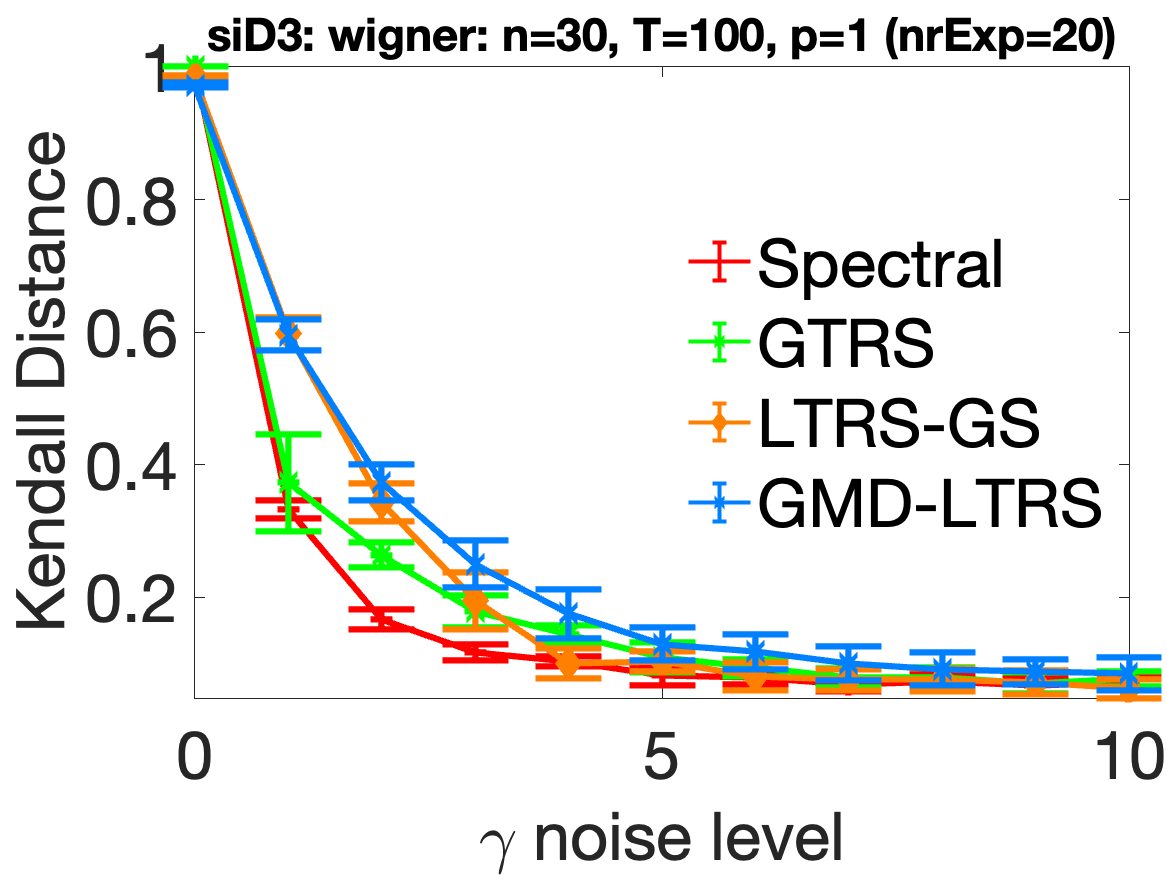 siD3: wigner: n=30, T=100, p=1 (nrExp=20)
1
0.8
0.6
0.4
0.2
Kendall Distance
Spectral
GTRS
LTRS-GS
GMD-LTRS
0
5
10
γ noise level